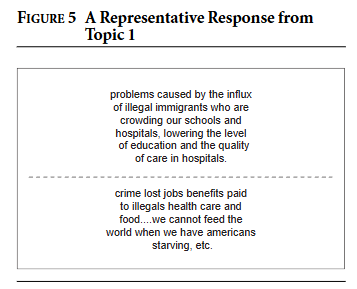 FIGURE 5 A Representative Response from
Topic 1
problems caused by the influx
of illegal immigrants who are
crowding our schools and
hospitals, lowering the level
of education and the quality
of care in hospitals.
crime lost jobs benefits paid
to illegals health care and
food....we cannot feed the
world when we have americans
starving, etc.